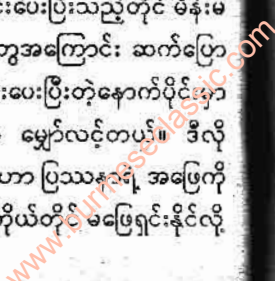 းပေးပြီးသည့်တိုင် မိန်းမ
တွေအကြောင်း ဆက်ပြော
းပေးပြီးတဲ့နောက်ပိုင်းမှာ
မျှော်လင့်တယ်။ ဒီလို
ဟာ ပြဿနာရဲ့ အဖြေကို
ကိုယ်တိုင် မဖြေရှင်းနိုင်လို့
www.burmeseclassic.com